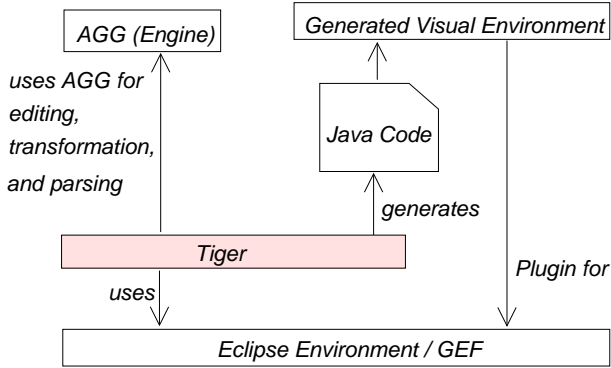 AGG (Engine)
Generated Visual Environment
uses AGG for
editing,
transformation,
and parsing
Java Code
generates
Tiger
uses
Plugin for
Eclipse Environment / GEF